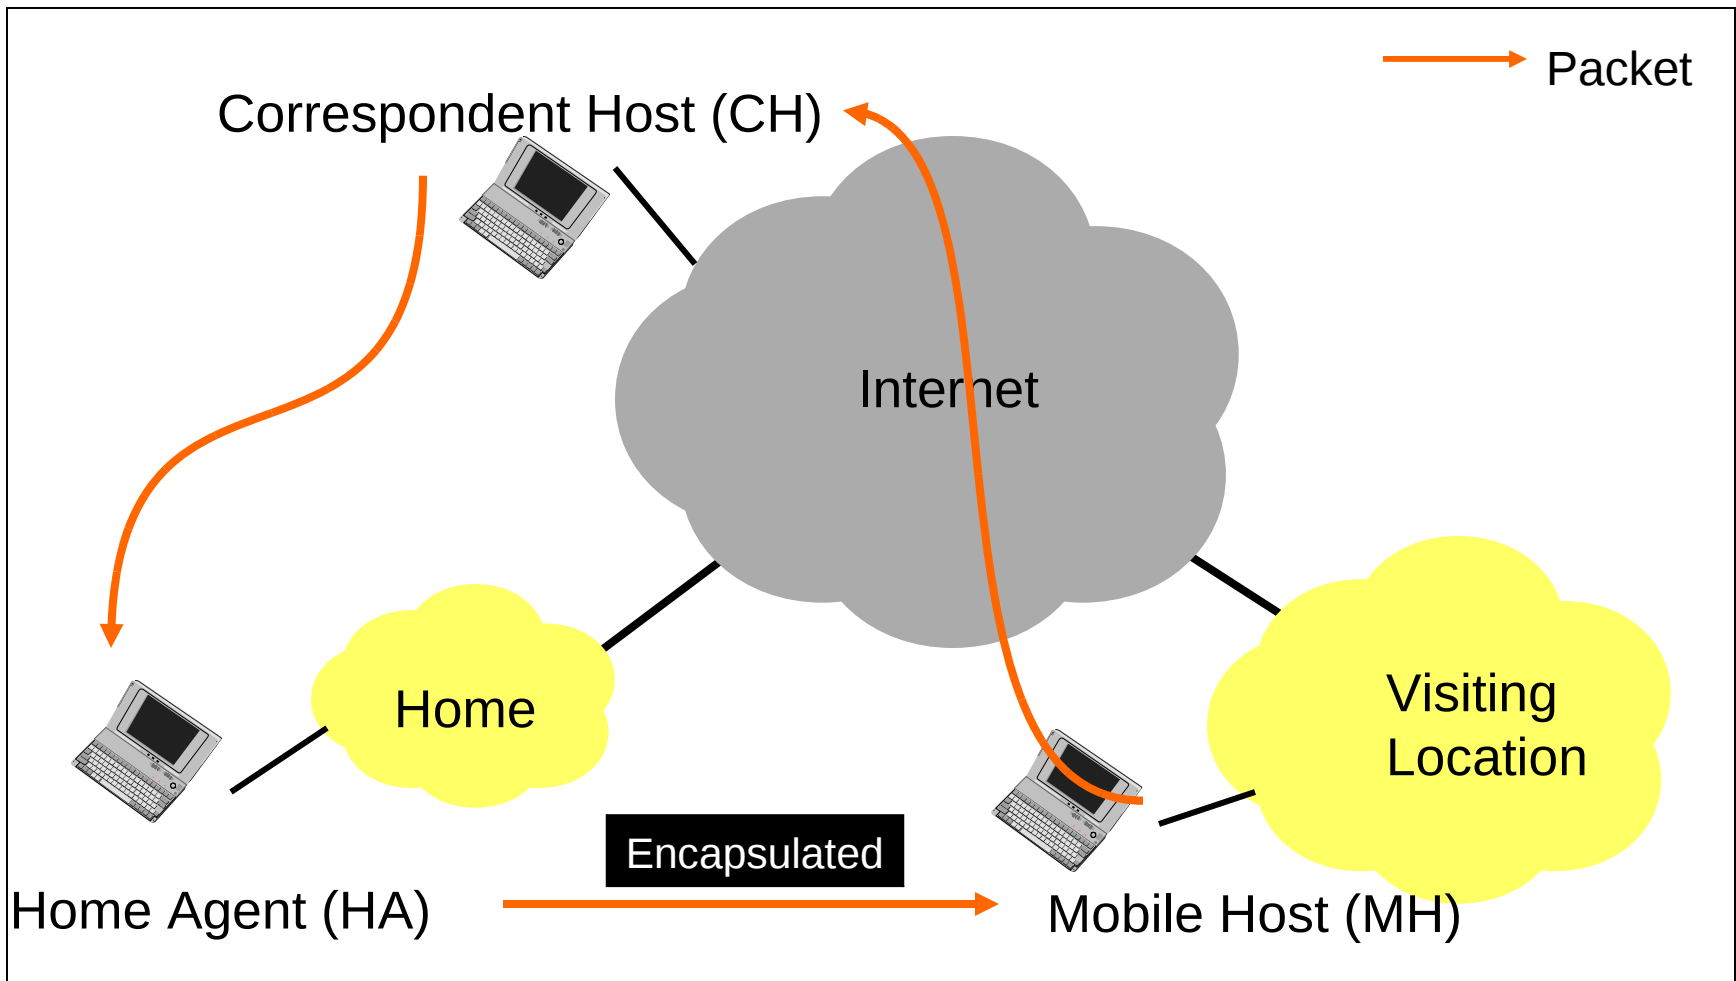 Packet
Correspondent Host (CH)
Internet
Home
Visiting
Location
Encapsulated
Home Agent (HA)
Mobile Host (MH)